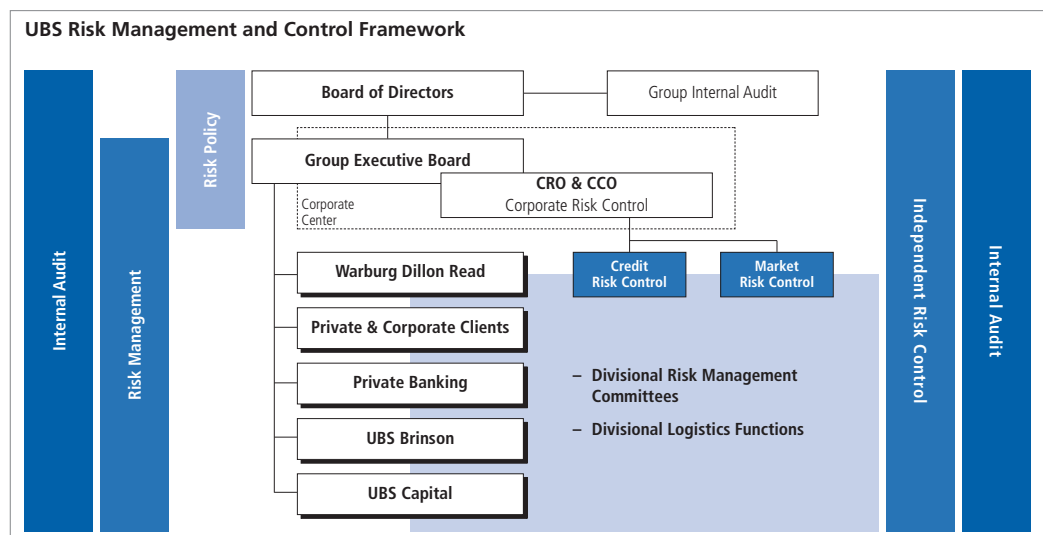 UBS Risk Management and Control Framework
Internal Audit
Risk Management
Risk Policy
Board of Directors
Group Internal Audit
Group Executive Board
CRO & CCO
Corporate Risk Control
Corporate
Center
Warburg Dillon Read
Credit
Risk Control
Market
Risk Control
Private & Corporate Clients
Private Banking
– Divisional Risk Management
Committees
– Divisional Logistics Functions
UBS Brinson
UBS Capital
Independent Risk Control
Internal Audit